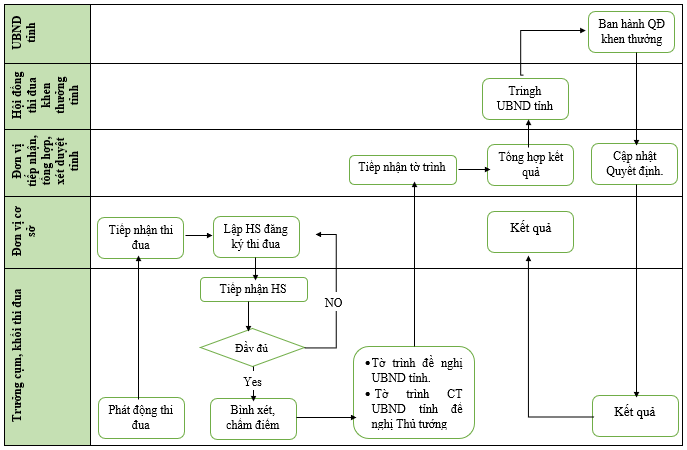 UBND
tỉnh
Ban hành QĐ
khen thưởng
Hội đồng
thi đua
khen
thưởng
tỉnh
Tringh
UBND tỉnh
Đơn vị
tiếp nhận,
tổng hợp,
xét duyệt
tỉnh
Tiếp nhận tờ trình
Tổng hợp kết
quả
Cập nhật
Quyết định.
Đơn vị cơ
sở
Tiếp nhận thi
đua
Lập HS đăng
ký thi đua
Kết quả
Trưởng cụm, khối thi đua
Tiếp nhận HS
NO
Đầy đủ
Yes
Phát động thi
đua
Bình xét,
chấm điểm
•Tờ trình đề nghị
UBND tỉnh.
• Tờ trình CT
UBND tỉnh đề
nghị Thủ tướng
Kết quả